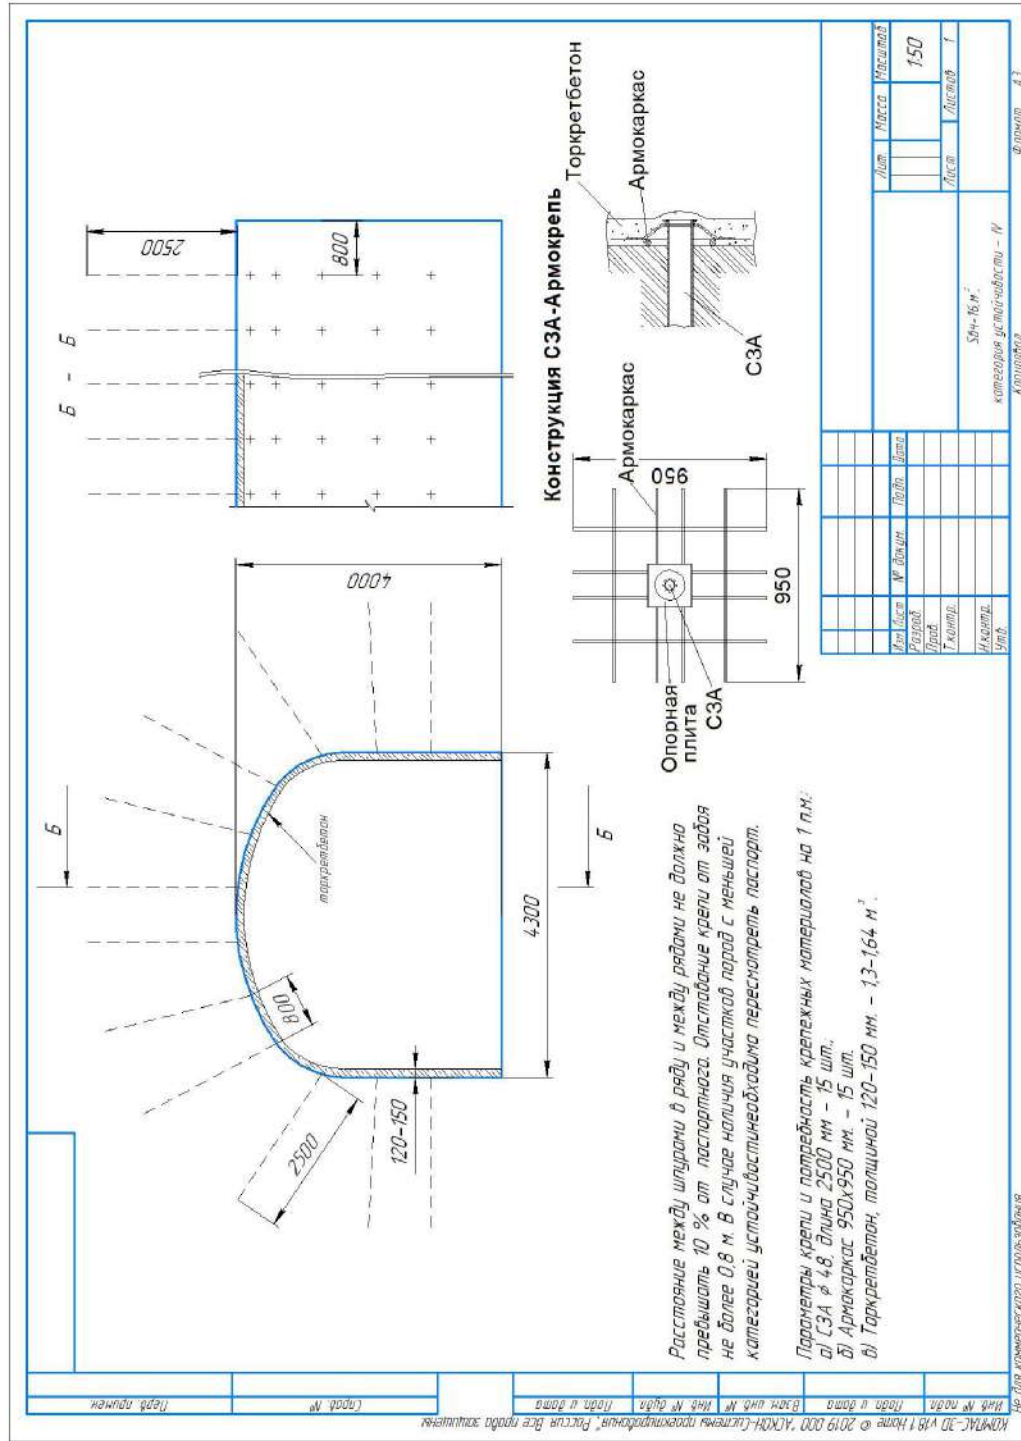 Б
Б - Б
2500
800
4000
торкретбетон
800
2500
120-150
4300
Б
Конструкция СЗА-Армокрепь
Торкретбетон
Армокаркас
СЗА
Армокаркас
950
950
Опорная
плита
СЗА
Расстояние между шпурами в ряду и между рядами не должно
превышать 10 % от паспортного. Отставание крепи от забоя
не более 0,8 м. В случае наличия участков пород с меньшей
категорией устойчивостинеобходимо пересмотреть паспорт.
Параметры крепи и потребность крепежных материалов на 1 п.м.:
а) СЗА ϕ 48, длина 2500 мм - 15 шт.,
б) Армокаркас 950х950 мм. - 15 шт.
в) Торкретбетон, толщиной 120-150 мм. - 1,3-1,64 м³.
Изм. Лист № докум. Подп. Дата
Разраб.
Пров.
Т.контр.
Н.контр.
Утв.
Sвч-16 м².
категория устойчивости - IV
Лит. Масса Масштаб
1:50
Лист Листов 1
Копировал Формат А3
Перв. примен.
Справ. №
Подп. и дата
Инв. № дубл.
Взам. инв. №
Подп. и дата
Инв. № подл.
КОМПАС-3D v18.1 Home © 2019 ООО "АСКОН-Системы проектирования", Россия. Все права защищены.
Не для коммерческого использования